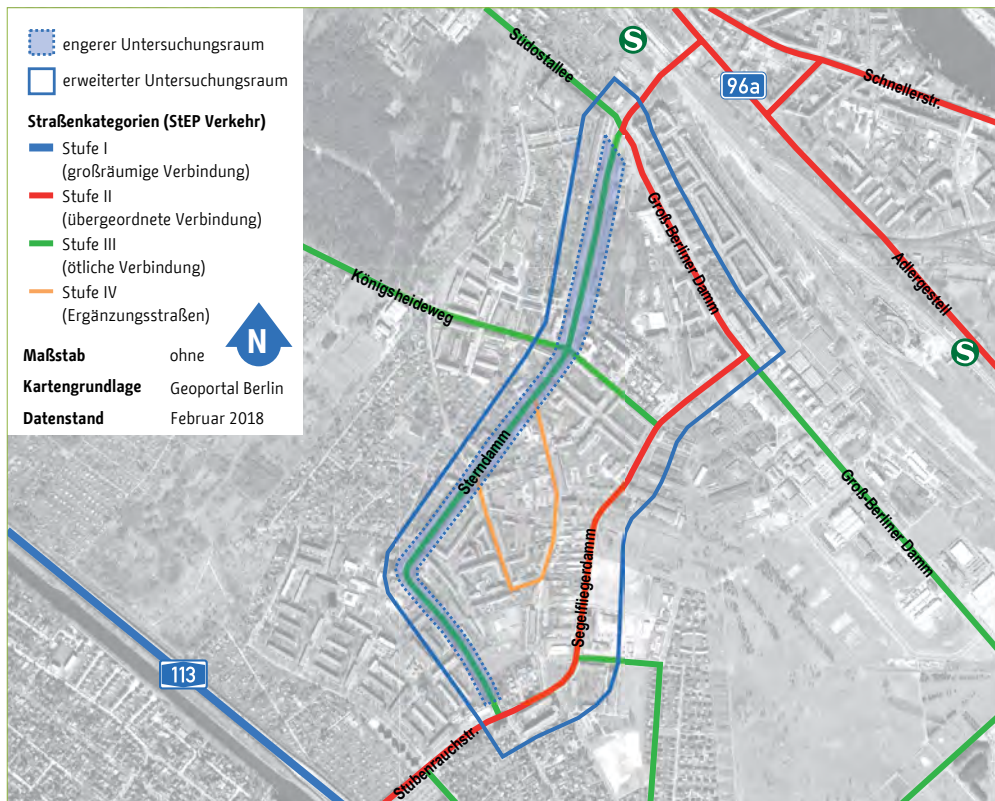 engerer Untersuchungsraum
erweiterter Untersuchungsraum
Straßenkategorien (StEP Verkehr)
Stufe I
(großräumige Verbindung)
Stufe II
(übergeordnete Verbindung)
Stufe III
(ötliche Verbindung)
Stufe IV
(Ergänzungsstraßen)
N
Maßstab ohne
Kartengrundlage Geoportal Berlin
Datenstand Februar 2018
Südostallee
S
96a
Schnellerstr.
Groß-Berliner Damm
Adlergestell
Königsheideweg
S
Sterndamm
Groß-Berliner Damm
Segelfliegerdamm
113
Stubenrauchstr.